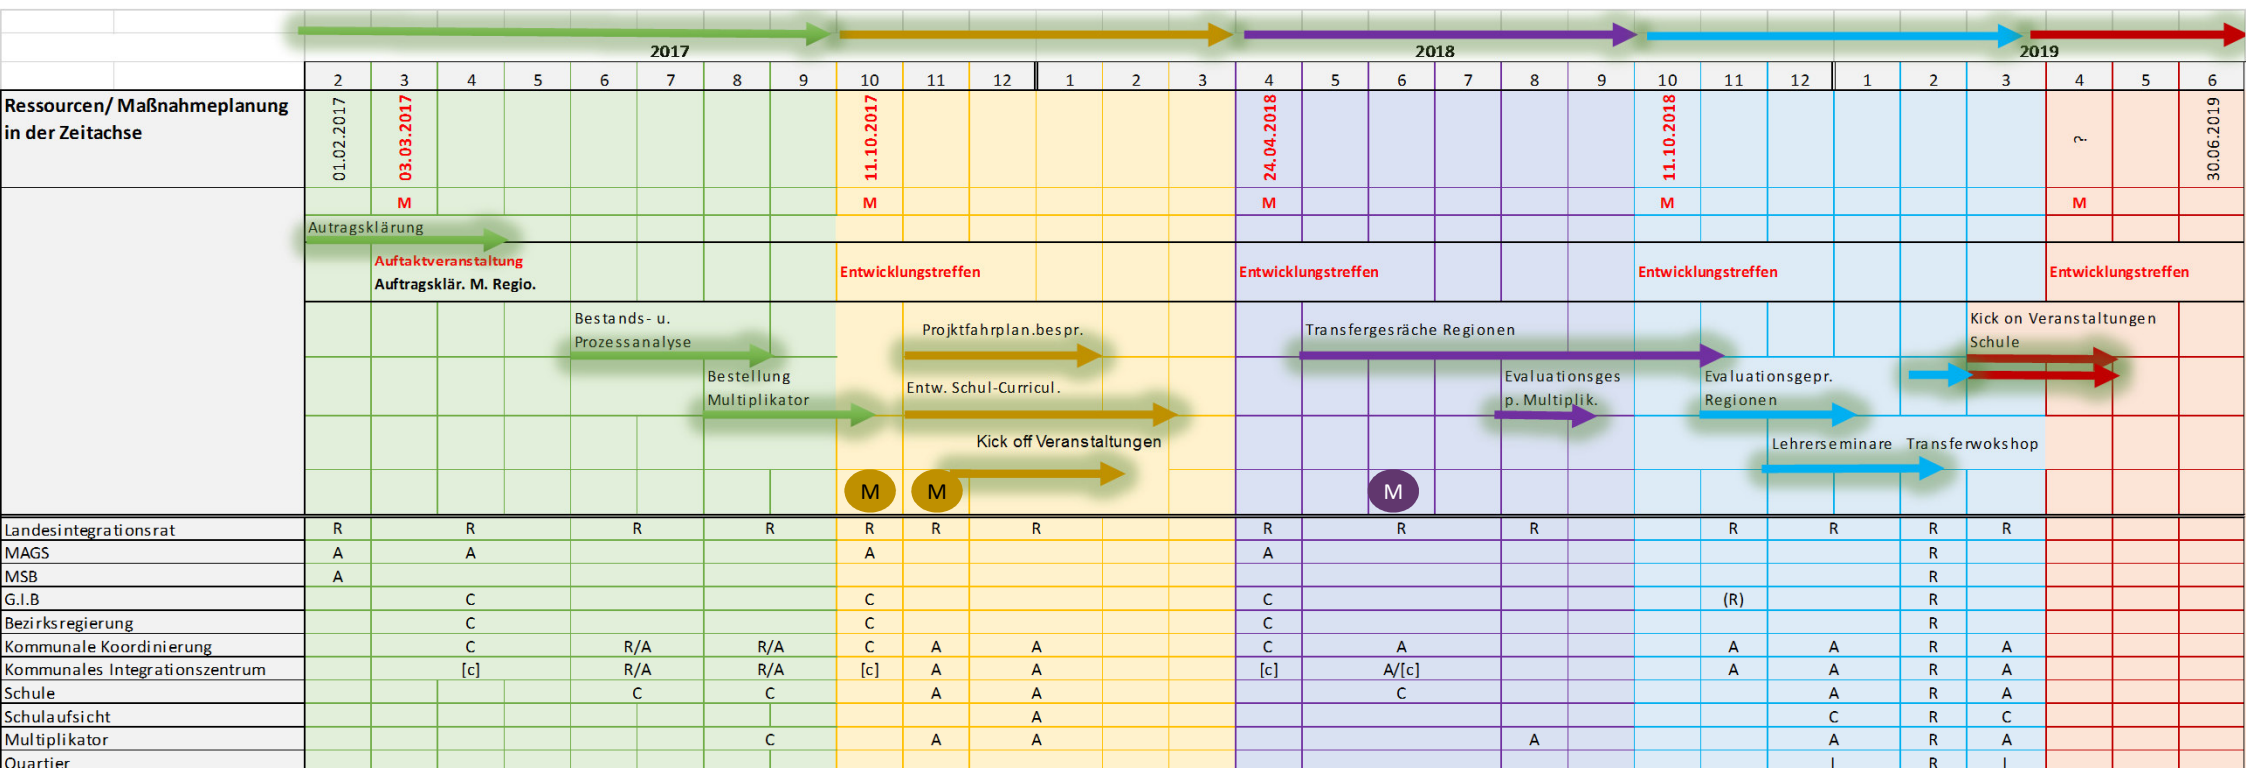 2017 2018 2019
2 3 4 5 6 7 8 9 10 11 12 1 2 3 4 5 6 7 8 9 10 11 12 1 2 3 4 5 6
Ressourcen/ Maßnahmeplanung
in der Zeitachse
01.02.2017 03.03.2017 11.10.2017 24.04.2018 11.10.2018 ? 30.06.2019
M M M M M
Autragsklärung
Auftaktveranstaltung
Auftragsklär. M. Regio.
Entwicklungstreffen Entwicklungstreffen Entwicklungstreffen Entwicklungstreffen
Bestands- u.
Prozessanalyse
Projktfahrplan.bespr.
Transfergesräche Regionen
Kick on Veranstaltungen
Schule
Bestellung
Multiplikator
Entw. Schul-Curricul.
Evaluationsges
p. Multiplik.
Evaluationsgepr.
Regionen
Kick off Veranstaltungen
Lehrerseminare Transferwokshop
M M M
Landesintegrationsrat R R R R R R R R R R R R R R
MAGS A A A A R
MSB A R
G.I.B C C C (R) R
Bezirksregierung C C C R
Kommunale Koordinierung C R/A R/A C A A C A A A R A
Kommunales Integrationszentrum [c] R/A R/A [c] A A [c] A/[c] A A R A
Schule C C A A C A R A
Schulaufsicht A C R C
Multiplikator C A A A A R A
Quartier I R I